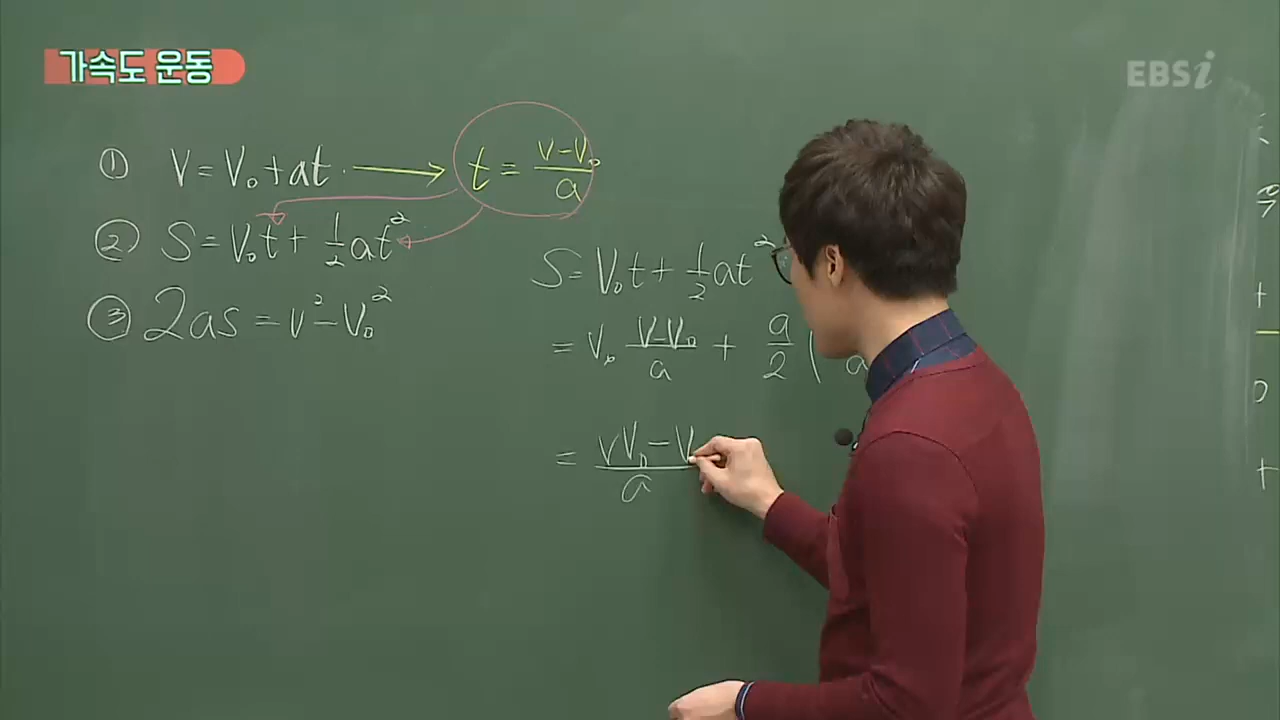 가속도 운동
EBSi
① V = V₀ + at → t = (V-V₀)/a
② S = V₀t + ½at²
③ 2as = v² - V₀²
S = V₀t + ½at²
= V₀ (V-V₀)/a + a/2 (
a
= (VV₀ - V
a